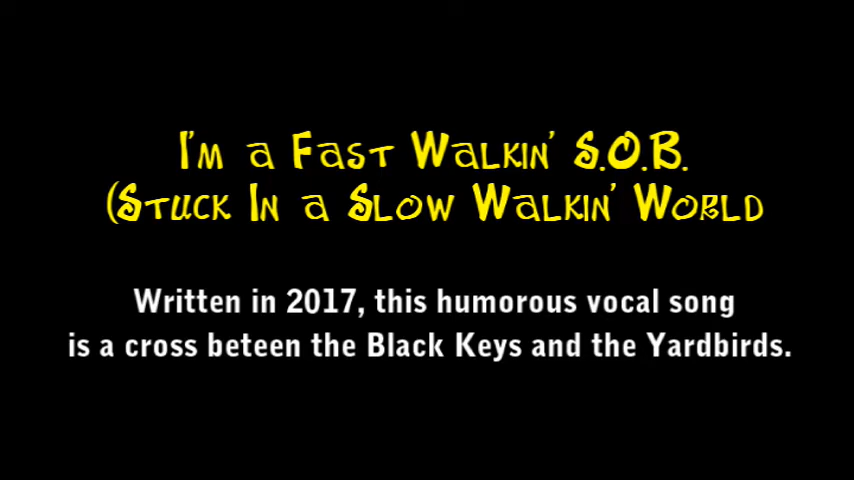 I'm a Fast Walkin' S.O.B.
(Stuck In a Slow Walkin' World
Written in 2017, this humorous vocal song
is a cross beteen the Black Keys and the Yardbirds.